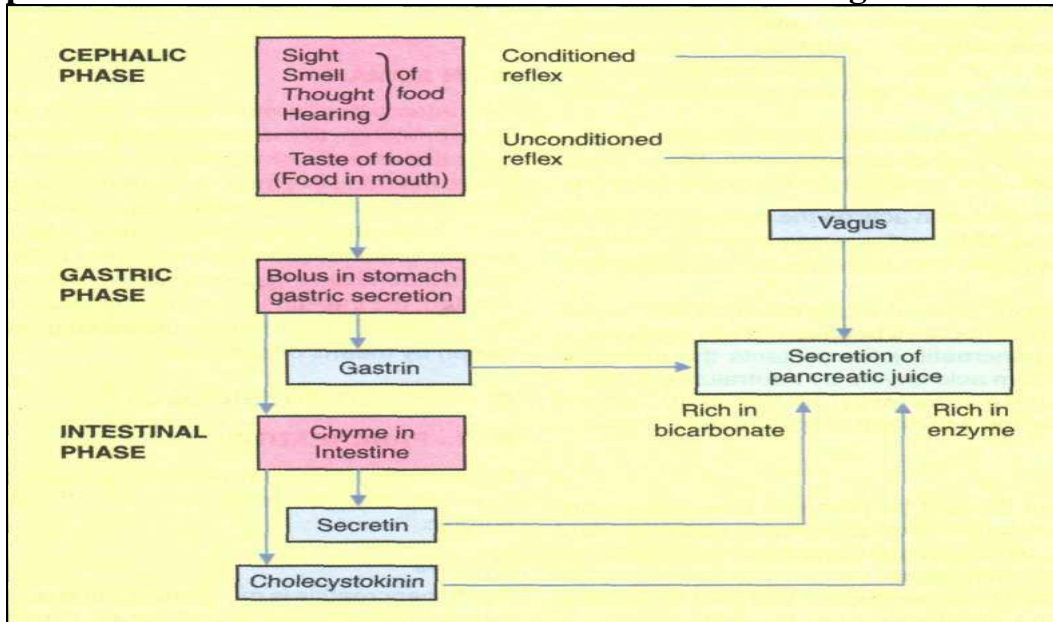 CEPHALIC
PHASE
Sight
Smell
Thought
Hearing
of
food
Taste of food
(Food in mouth)
Conditioned
reflex
Unconditioned
reflex
Vagus
GASTRIC
PHASE
Bolus in stomach
gastric secretion
Gastrin
Secretion of
pancreatic juice
Rich in
bicarbonate
Rich in
enzyme
INTESTINAL
PHASE
Chyme in
Intestine
Secretin
Cholecystokinin